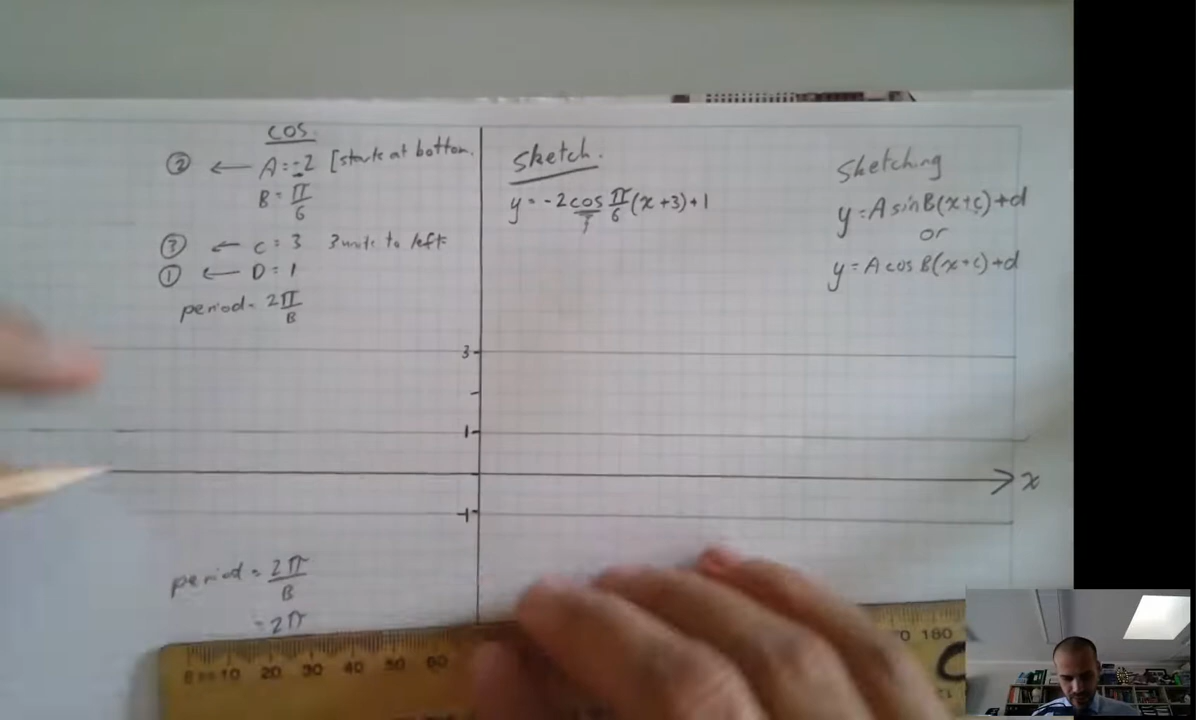 cos.
② ← A = -2 [starts at bottom.
B = π/6
③ ← C = 3 3 units to left
① ← D = 1
period = 2π/B
Sketch.
y = -2cos π/6 (x+3)+1
Sketching
y = A sin B(x+c)+d
or
y = A cos B(x+c)+d
3
1
-1
x
period = 2π/B
= 2π
10 20 30 40 50 60
0 180